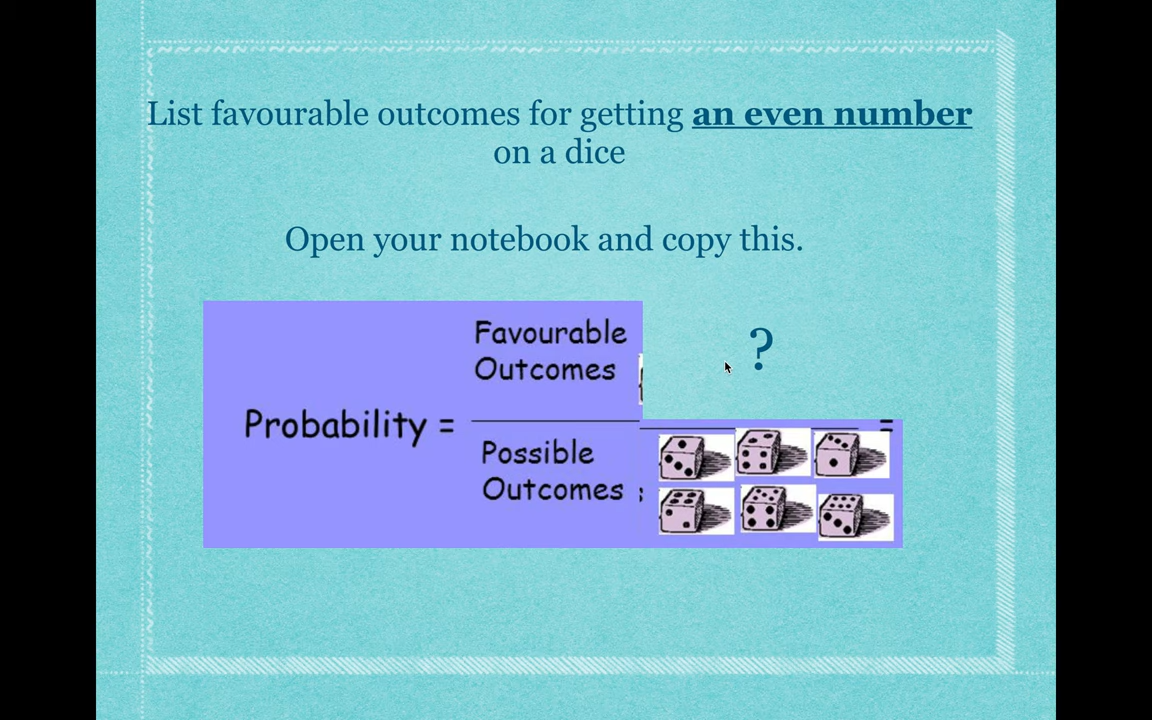 List favourable outcomes for getting an even number
on a dice
Open your notebook and copy this.
Favourable
Outcomes
?
Probability =
=
Possible
Outcomes :